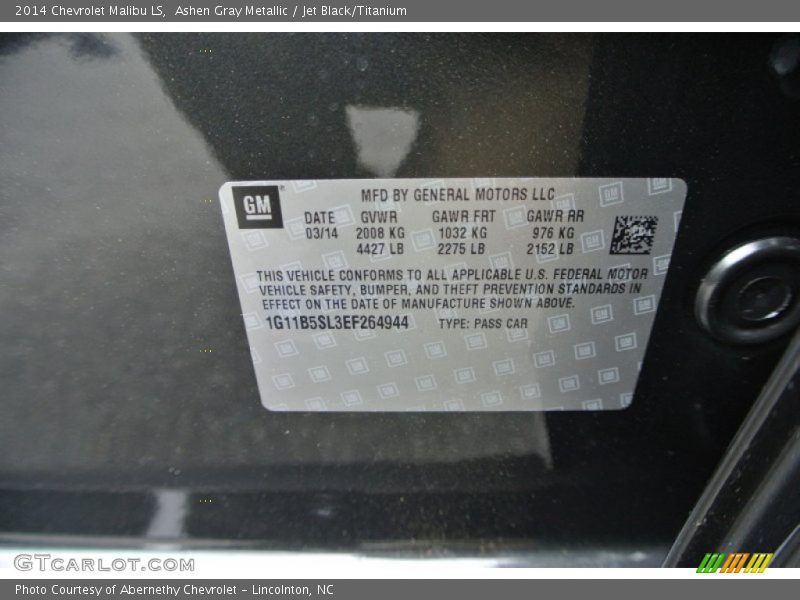 2014 Chevrolet Malibu LS, Ashen Gray Metallic / Jet Black/Titanium
GM®
MFD BY GENERAL MOTORS LLC
DATE GVWR GAWR FRT GAWR RR
03/14 2008 KG 1032 KG 976 KG
4427 LB 2275 LB 2152 LB
THIS VEHICLE CONFORMS TO ALL APPLICABLE U.S. FEDERAL MOTOR
VEHICLE SAFETY, BUMPER, AND THEFT PREVENTION STANDARDS IN
EFFECT ON THE DATE OF MANUFACTURE SHOWN ABOVE.
1G11B5SL3EF264944 TYPE: PASS CAR
GTCARLOT.COM
Photo Courtesy of Abernethy Chevrolet – Lincolnton, NC